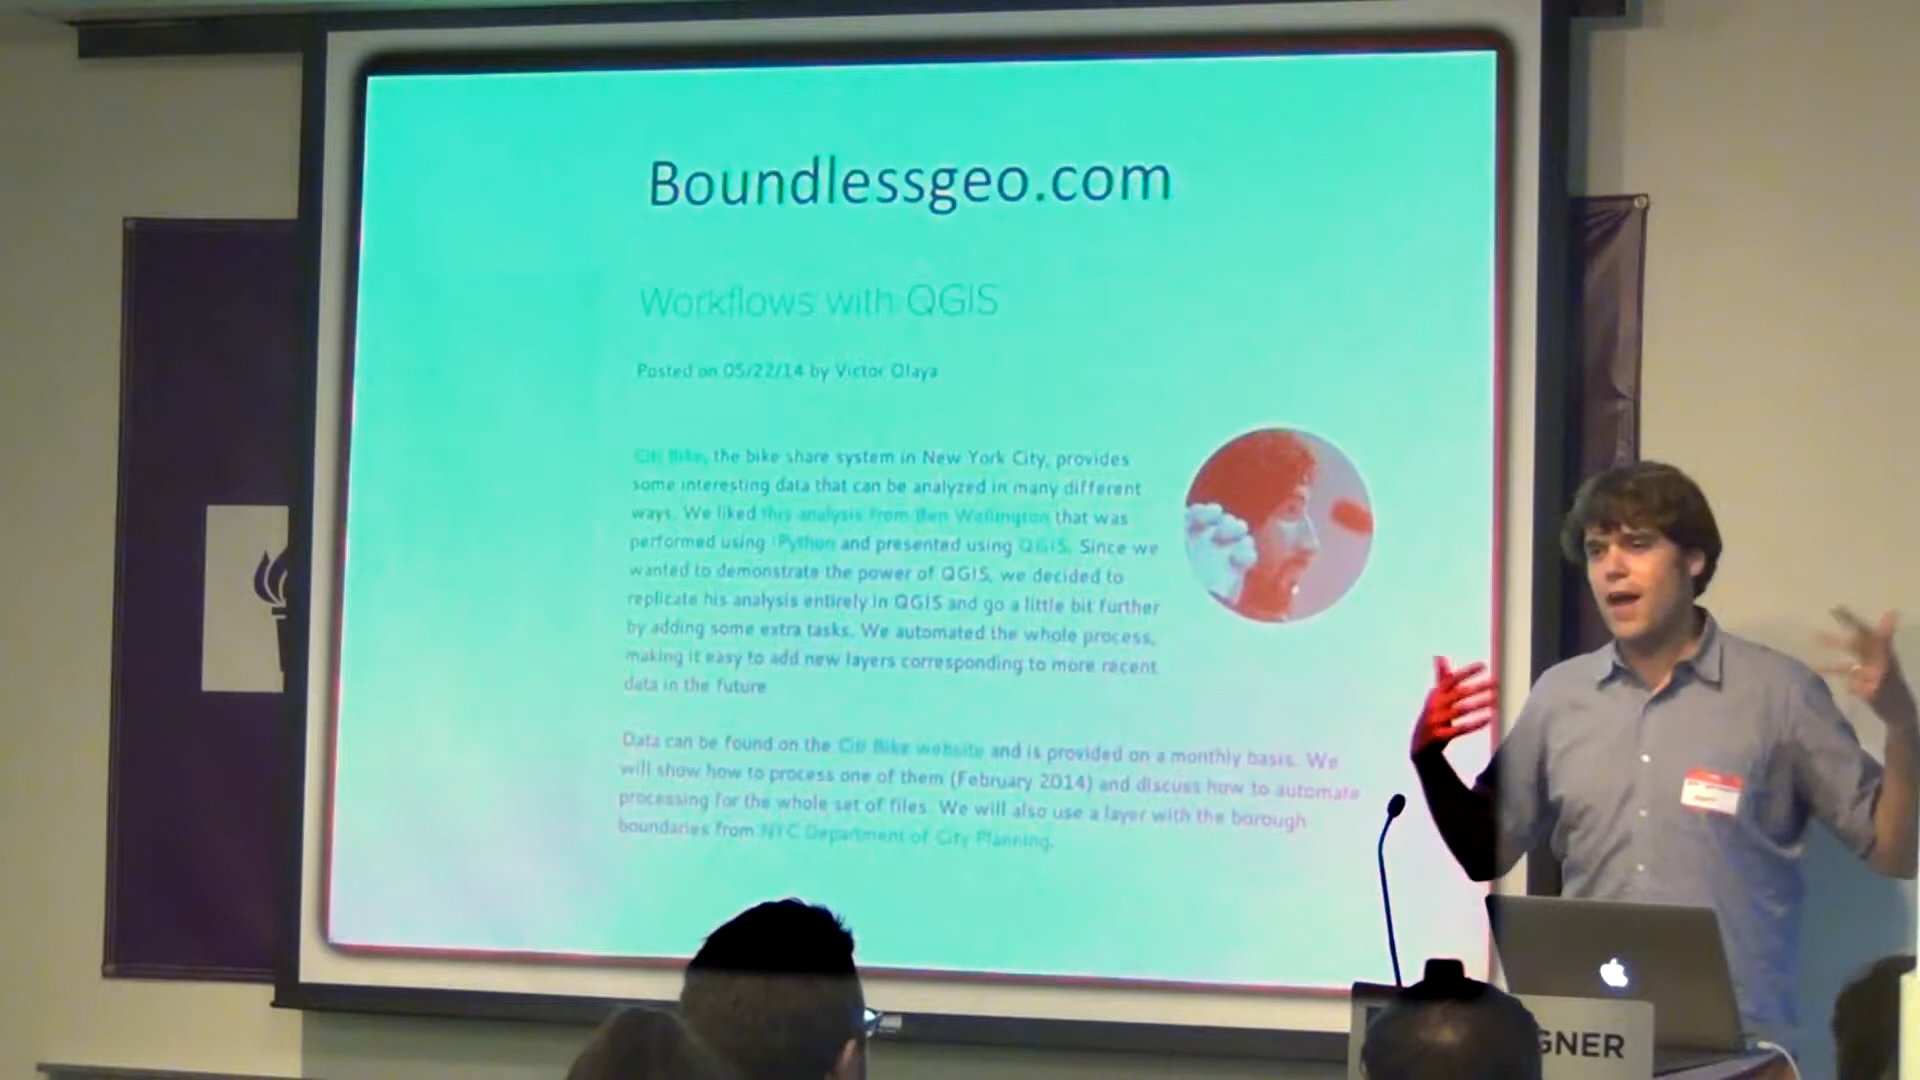 Boundlessgeo.com
Workflows with QGIS
Posted on 05/22/14 by Victor Olaya
Citi Bike, the bike share system in New York City, provides
some interesting data that can be analyzed in many different
ways. We liked this analysis from Ben Wellington that was
performed using iPython and presented using QGIS. Since we
wanted to demonstrate the power of QGIS, we decided to
replicate his analysis entirely in QGIS and go a little bit further
by adding some extra tasks. We automated the whole process,
making it easy to add new layers corresponding to more recent
data in the future
Data can be found on the Citi Bike website and is provided on a monthly basis. We
will show how to process one of them (February 2014) and discuss how to automate
processing for the whole set of files. We will also use a layer with the borough
boundaries from NYC Department of City Planning.
GNER